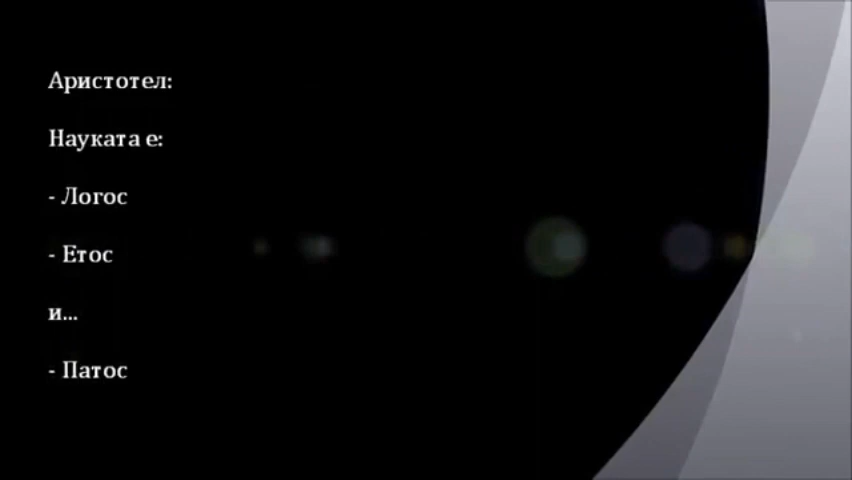 Аристотел:
Науката е:
- Логос
- Етос
и...
- Патос